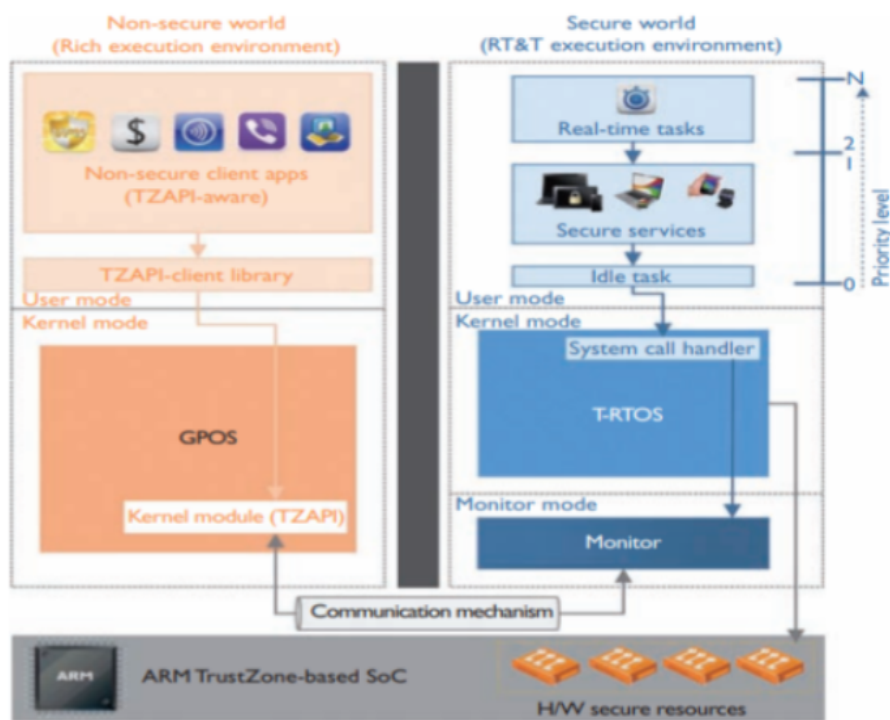 Non-secure world
(Rich execution environment)
Non-secure client apps
(TZAPI-aware)
TZAPI-client library
User mode
Kernel mode
GPOS
Kernel module (TZAPI)
Secure world
(RT&T execution environment)
Real-time tasks
Secure services
Idle task
User mode
Kernel mode
System call handler
T-RTOS
Monitor mode
Monitor
N
2
1
0
Priority level
Communication mechanism
ARM
ARM TrustZone-based SoC
H/W secure resources